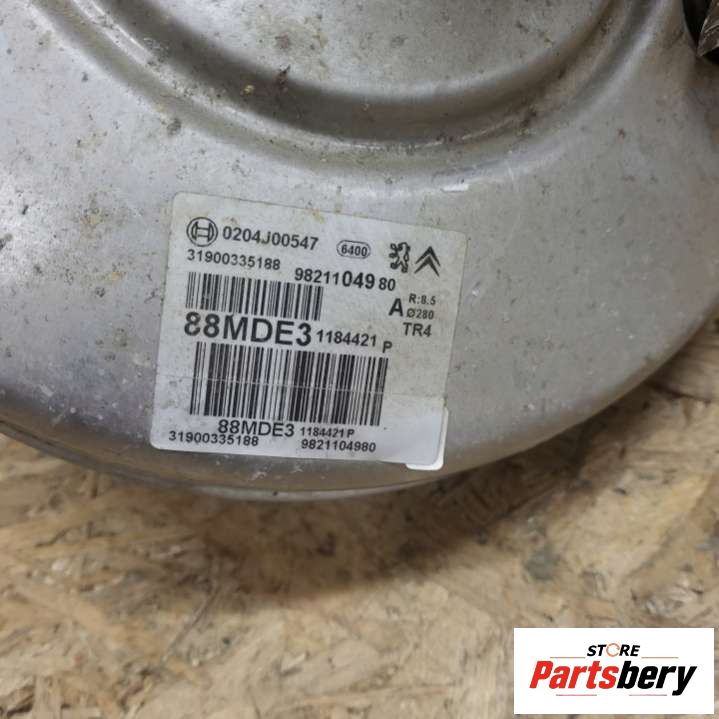 0204J00547 6400
31900335188
9821104980
R:8.5
A Ø280
TR4
88MDE3 1184421 P
88MDE3 1184421 P
31900335188 9821104980
STORE
Partsbery